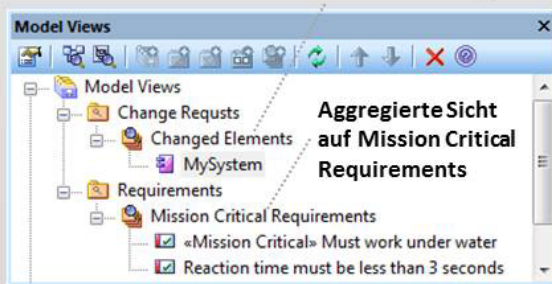 Model Views
Model Views
Change Requsts
Changed Elements
MySystem
Aggregierte Sicht
auf Mission Critical
Requirements
Requirements
Mission Critical Requirements
«Mission Critical» Must work under water
Reaction time must be less than 3 seconds